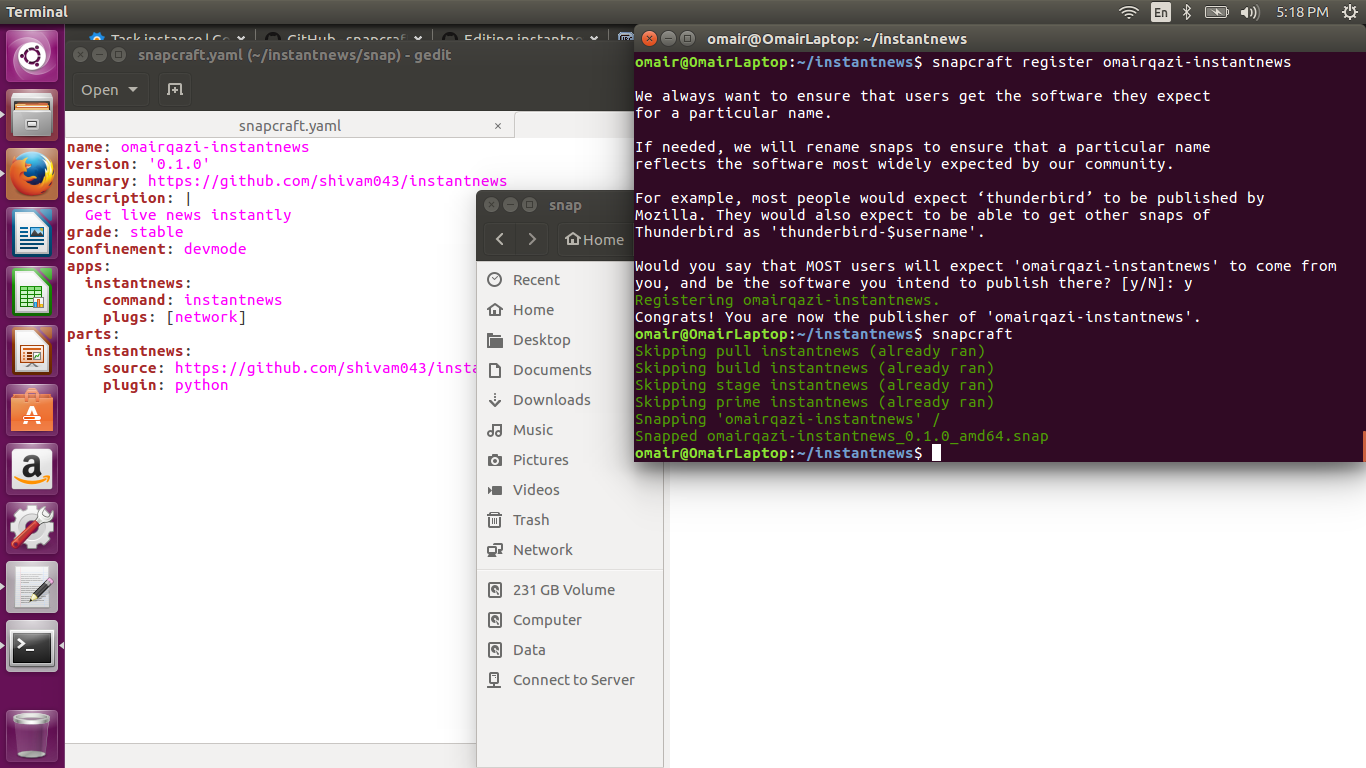 Terminal
En
5:18 PM
Task instance | Go
GitHub - snapcraf
Editing instantne
snapcraft.yaml (~/instantnews/snap) - gedit
Open
snapcraft.yaml ×
name: omairqazi-instantnews
version: '0.1.0'
summary: https://github.com/shivam043/instantnews
description: |
Get live news instantly
grade: stable
confinement: devmode
apps:
instantnews:
command: instantnews
plugs: [network]
parts:
instantnews:
source: https://github.com/shivam043/insta
plugin: python
snap
Home
Recent
Home
Desktop
Documents
Downloads
Music
Pictures
Videos
Trash
Network
231 GB Volume
Computer
Data
Connect to Server
omair@OmairLaptop: ~/instantnews
omair@OmairLaptop:~/instantnews$ snapcraft register omairqazi-instantnews
We always want to ensure that users get the software they expect
for a particular name.
If needed, we will rename snaps to ensure that a particular name
reflects the software most widely expected by our community.
For example, most people would expect ‘thunderbird’ to be published by
Mozilla. They would also expect to be able to get other snaps of
Thunderbird as 'thunderbird-$username'.
Would you say that MOST users will expect 'omairqazi-instantnews' to come from
you, and be the software you intend to publish there? [y/N]: y
Registering omairqazi-instantnews.
Congrats! You are now the publisher of 'omairqazi-instantnews'.
omair@OmairLaptop:~/instantnews$ snapcraft
Skipping pull instantnews (already ran)
Skipping build instantnews (already ran)
Skipping stage instantnews (already ran)
Skipping prime instantnews (already ran)
Snapping 'omairqazi-instantnews' /
Snapped omairqazi-instantnews_0.1.0_amd64.snap
omair@OmairLaptop:~/instantnews$